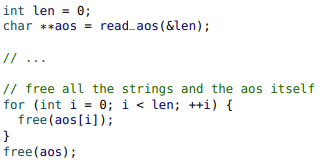 int len = 0;
char **aos = read_aos(&len);
// ...
// free all the strings and the aos itself
for (int i = 0; i < len; ++i) {
  free(aos[i]);
}
free(aos);